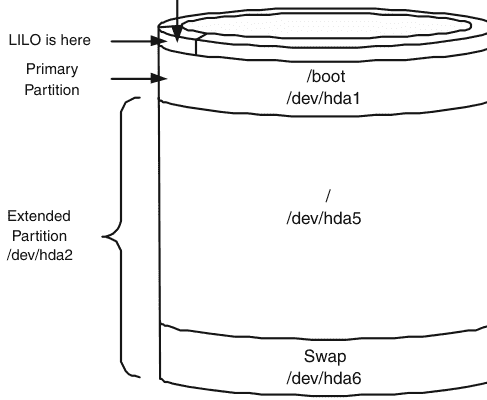 LILO is here
Primary
Partition
/boot
/dev/hda1
/
/dev/hda5
Extended
Partition
/dev/hda2
Swap
/dev/hda6